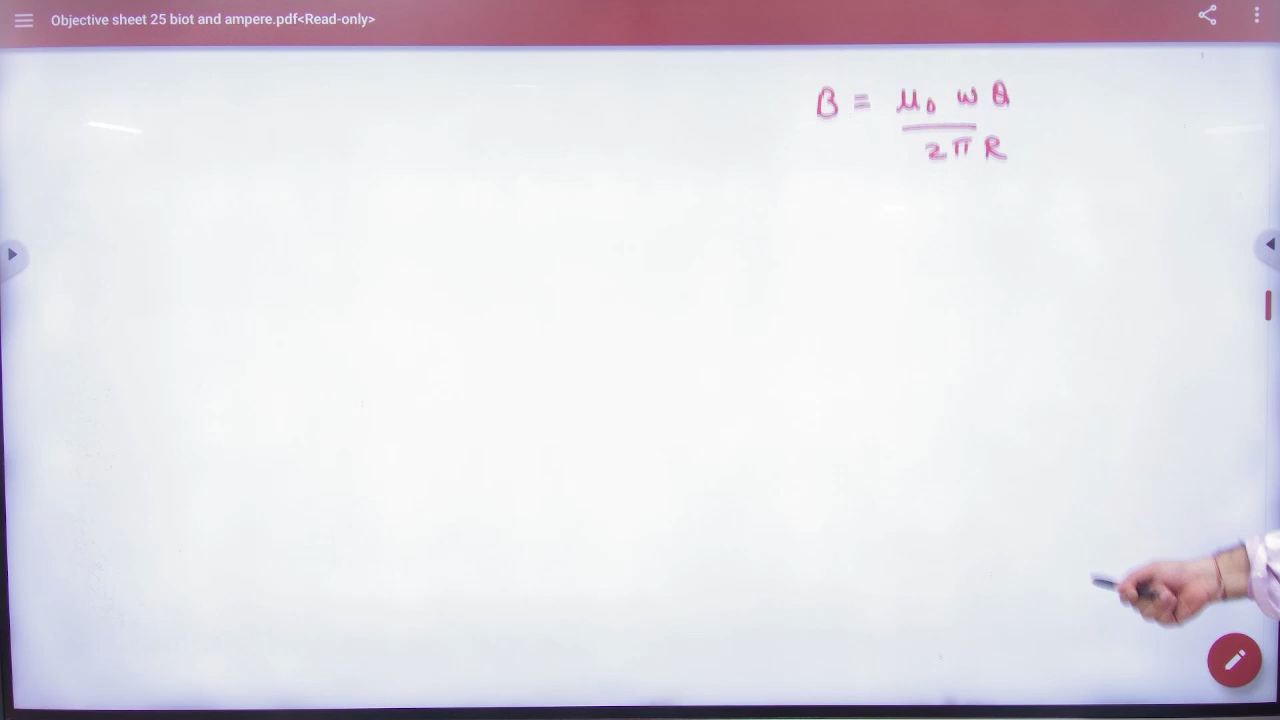 Objective sheet 25 biot and ampere.pdf<Read-only>
B = μ₀ ω Q
2π R